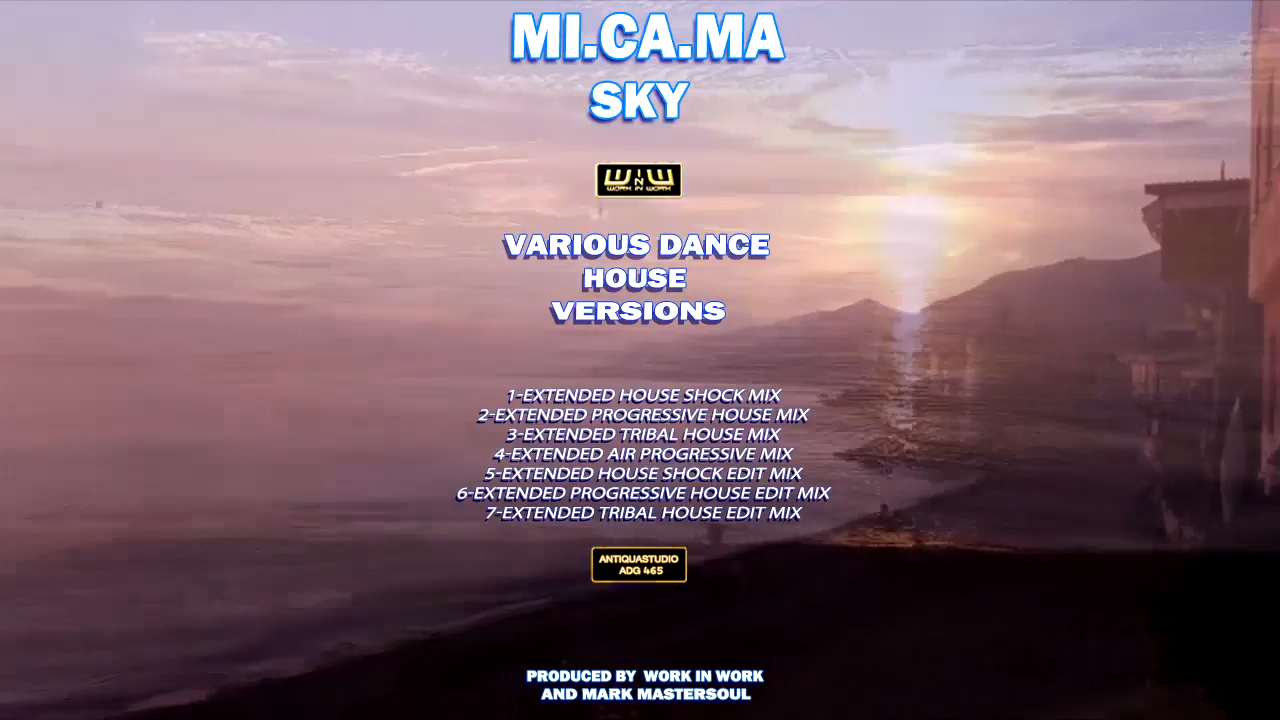 MI.CA.MA
SKY
WINW
WORK IN WORK
VARIOUS DANCE
HOUSE
VERSIONS
1-EXTENDED HOUSE SHOCK MIX
2-EXTENDED PROGRESSIVE HOUSE MIX
3-EXTENDED TRIBAL HOUSE MIX
4-EXTENDED AIR PROGRESSIVE MIX
5-EXTENDED HOUSE SHOCK EDIT MIX
6-EXTENDED PROGRESSIVE HOUSE EDIT MIX
7-EXTENDED TRIBAL HOUSE EDIT MIX
ANTIQUASTUDIO
ADG 465
PRODUCED BY WORK IN WORK
AND MARK MASTERSOUL